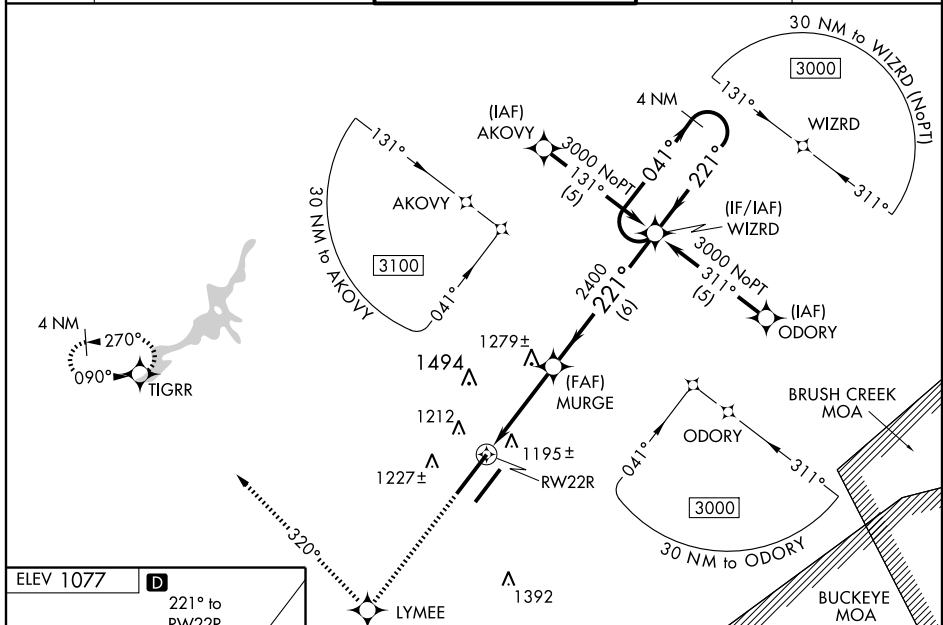 30 NM to WIZRD (NoPT)
3000
131°
WIZRD
311°
4 NM
041°
221°
(IAF)
AKOVY
3000 NoPT
131°
(5)
(IF/IAF)
WIZRD
3000 NoPT
311°
(5)
(IAF)
ODORY
131°
AKOVY
30 NM to AKOVY
3100
041°
2400
221°
(6)
4 NM
270°
090°
TIGRR
1279±
1494
(FAF)
MURGE
1212
1195±
1227±
RW22R
BRUSH CREEK
MOA
ODORY
041°
311°
3000
30 NM to ODORY
320°
1392
LYMEE
BUCKEYE
MOA
ELEV 1077
D
221° to
RW22R